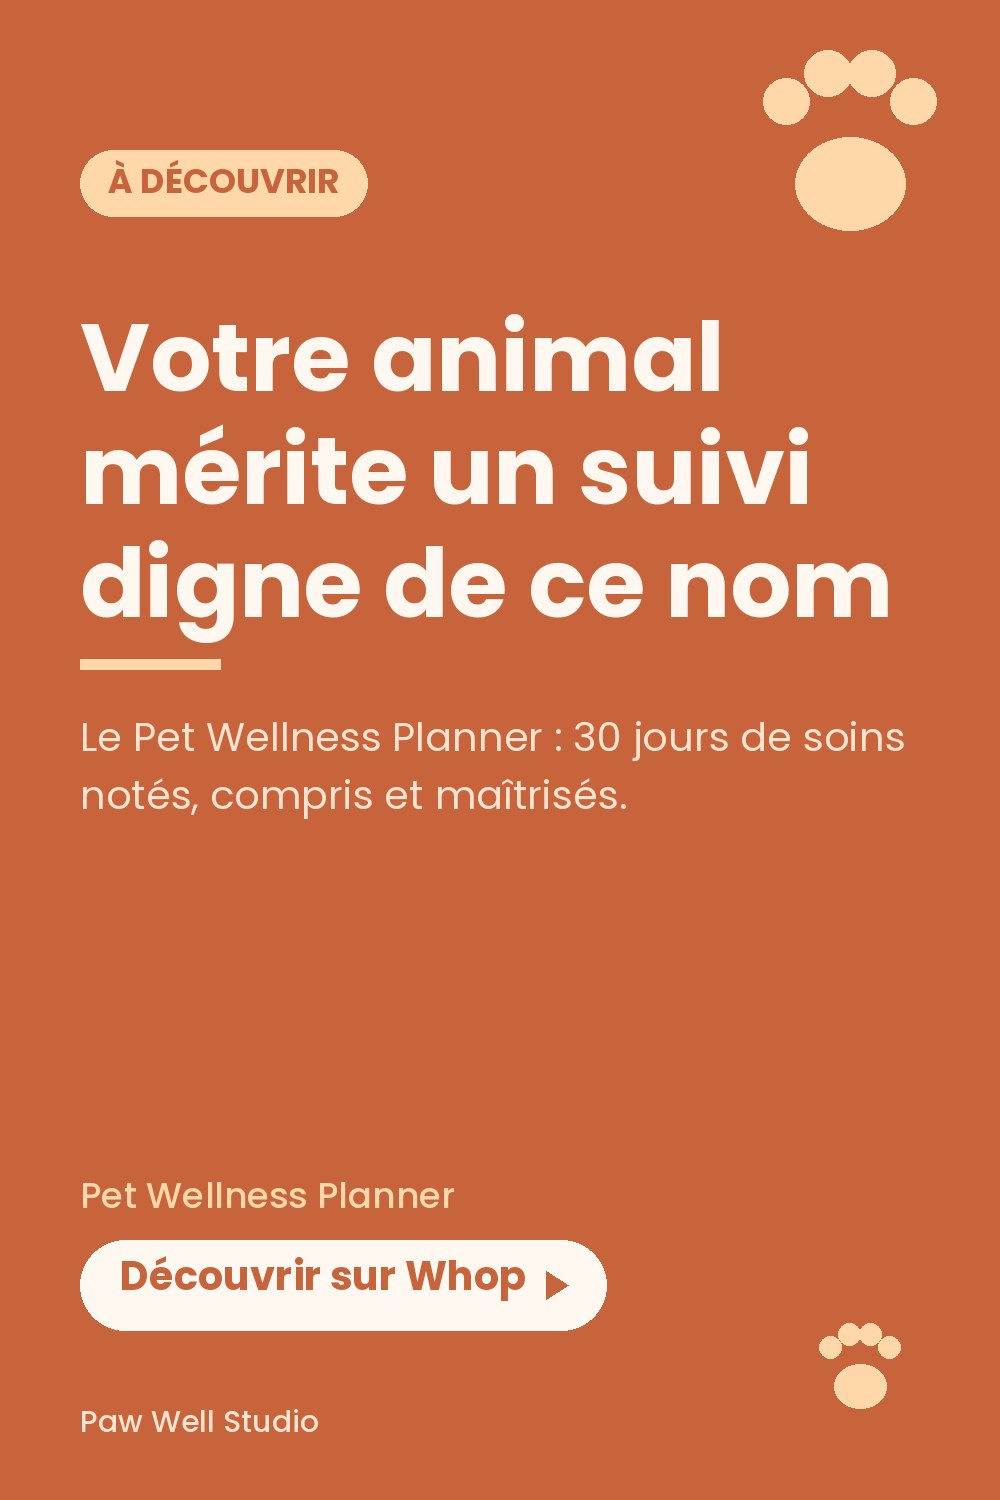 À DÉCOUVRIR
Votre animal
mérite un suivi
digne de ce nom
Le Pet Wellness Planner : 30 jours de soins
notés, compris et maîtrisés.
Pet Wellness Planner
Découvrir sur Whop
Paw Well Studio